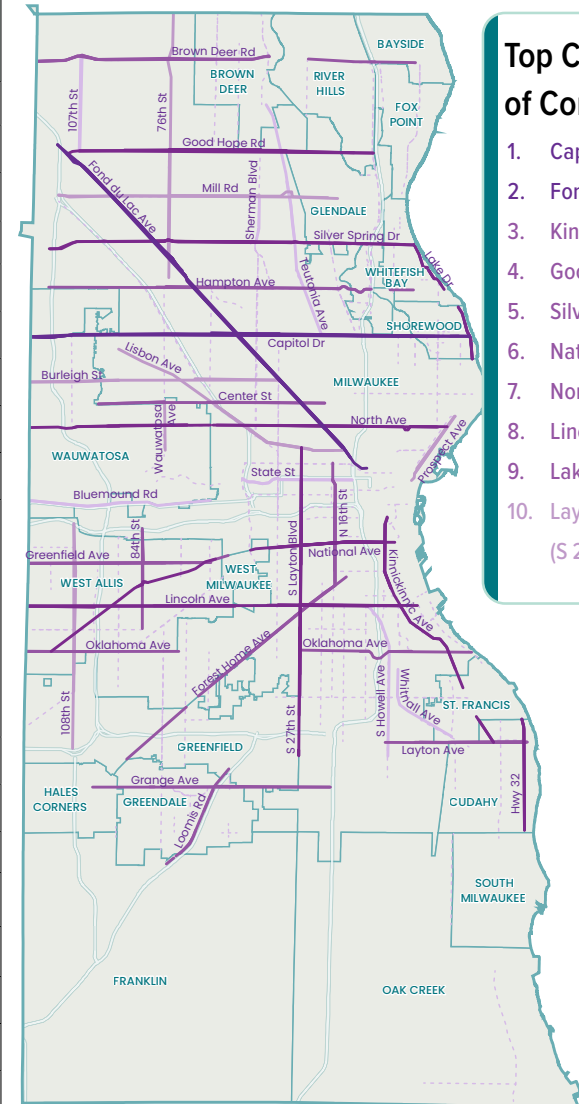 Brown Deer Rd
BAYSIDE
BROWN
DEER
RIVER
HILLS
FOX
POINT
107th St
76th St
Good Hope Rd
Fond du Lac Ave
Mill Rd
Sherman Blvd
GLENDALE
Silver Spring Dr
Lake Dr
Teutonia Ave
WHITEFISH
BAY
Hampton Ave
SHOREWOOD
Capitol Dr
Lisbon Ave
Burleigh St
MILWAUKEE
Center St
Wauwatosa
Ave
North Ave
Prospect Ave
WAUWATOSA
State St
Bluemound Rd
N 16th St
84th St
S Layton Blvd
National Ave
Kinnickinnic Ave
Greenfield Ave
WEST ALLIS
WEST
MILWAUKEE
Lincoln Ave
Oklahoma Ave
Forest Home Ave
Oklahoma Ave
S Howell Ave
Whitnall Ave
108th St
S 27th St
ST. FRANCIS
GREENFIELD
Layton Ave
Grange Ave
HALES
CORNERS
GREENDALE
Loomis Rd
CUDAHY
Hwy 32
SOUTH
MILWAUKEE
FRANKLIN
OAK CREEK
Top C
of Co
1. Cap
2. For
3. Kin
4. Goo
5. Silv
6. Nat
7. Nor
8. Linc
9. Lak
10. Lay
(S 2